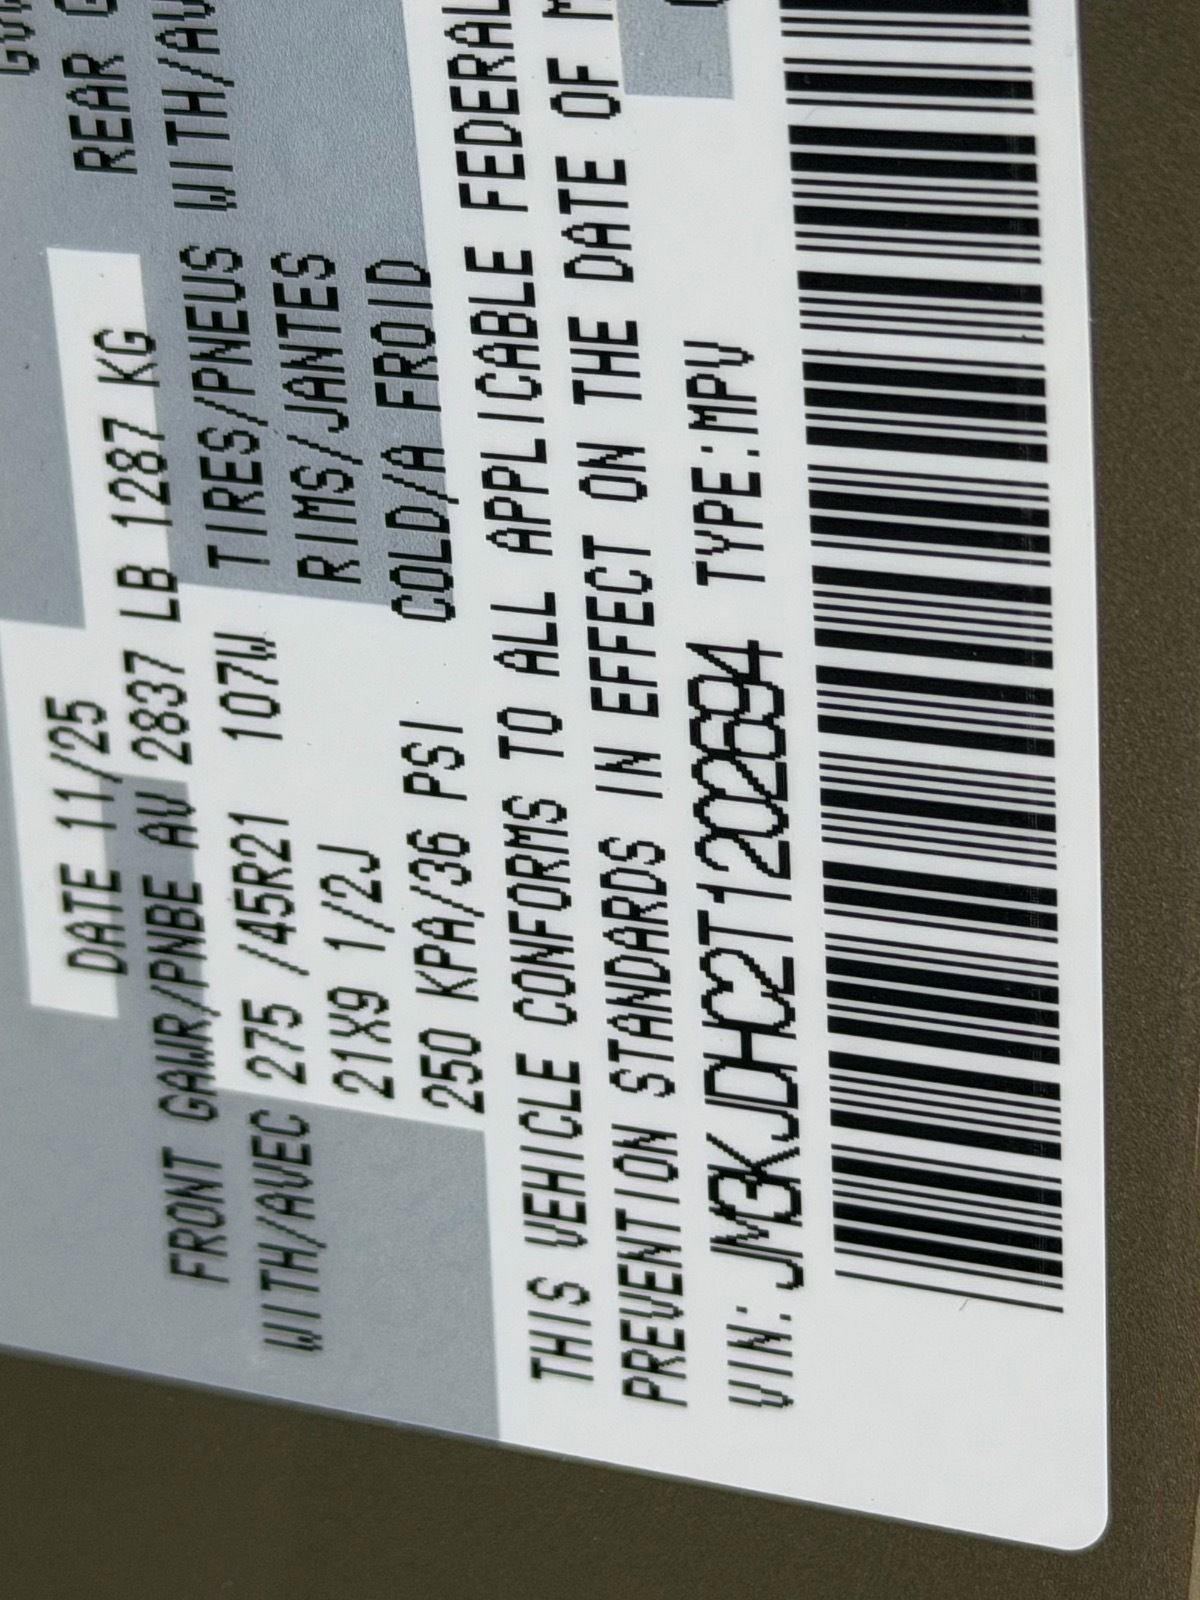 DATE 11/25
FRONT GAWR/PNBE AV 2837 LB 1287 KG REAR
WITH/AVEC 275 /45R21 107W TIRES/PNEUS WITH/AV
21X9 1/2J RIMS/JANTES
250 KPA/36 PSI COLD/A FROID
THIS VEHICLE CONFORMS TO ALL APPLICABLE FEDERAL
PREVENTION STANDARDS IN EFFECT ON THE DATE OF M
VIN: JM3KJDHC2T1202694 TYPE:MPV